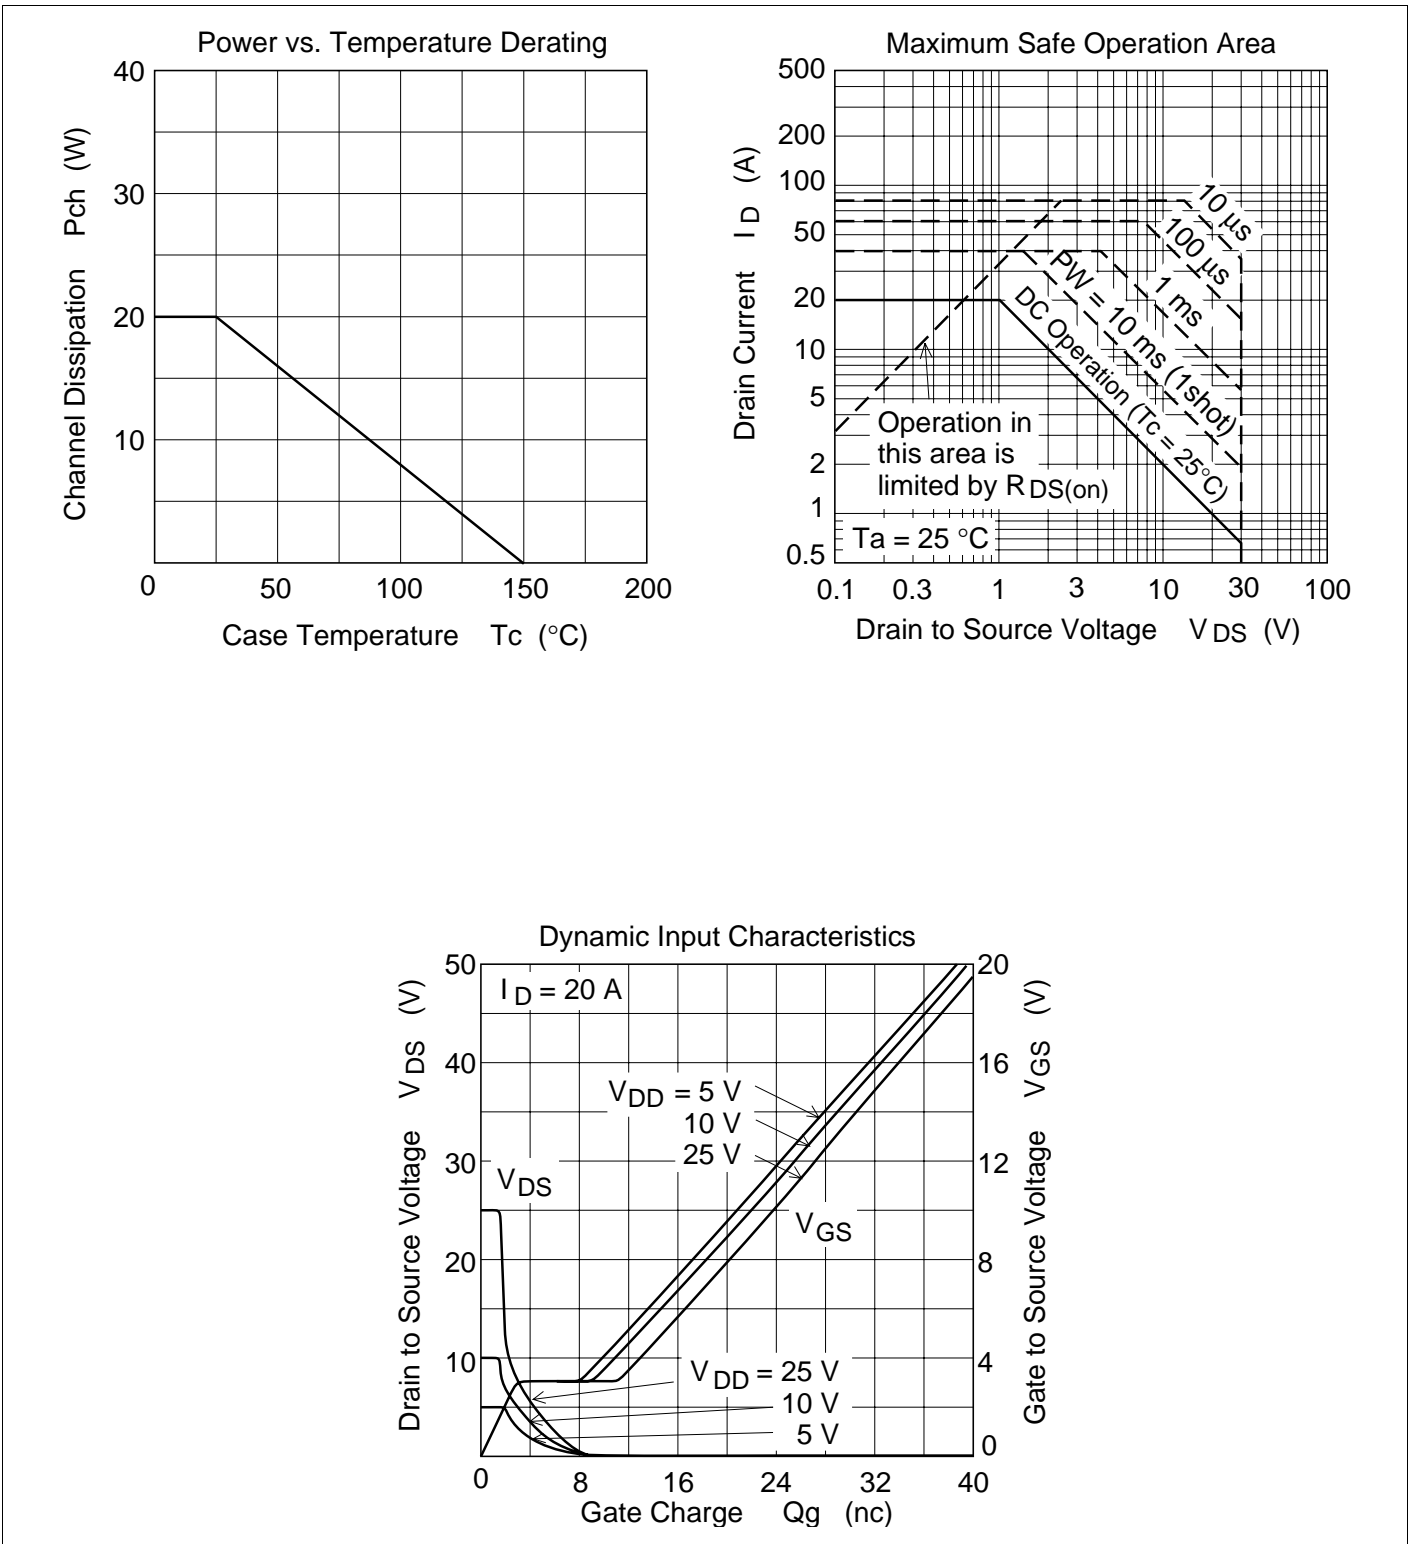 Power vs. Temperature Derating
40
30
20
10
0
50
100
150
200
Channel Dissipation Pch (W)
Case Temperature Tc (°C)
Maximum Safe Operation Area
500
200
100
50
20
10
5
2
1
0.5
0.1
0.3
1
3
10
30
100
Drain Current I D (A)
Drain to Source Voltage V DS (V)
10 µs
100 µs
1 ms
PW = 10 ms (1shot)
DC Operation (Tc = 25°C)
Operation in
this area is
limited by R DS(on)
Ta = 25 °C
Dynamic Input Characteristics
50
40
30
20
10
0
8
16
24
32
40
20
16
12
8
4
0
Drain to Source Voltage V DS (V)
Gate to Source Voltage V GS (V)
Gate Charge Qg (nc)
I D = 20 A
V DD = 5 V
10 V
25 V
V DS
V GS
V DD = 25 V
10 V
5 V